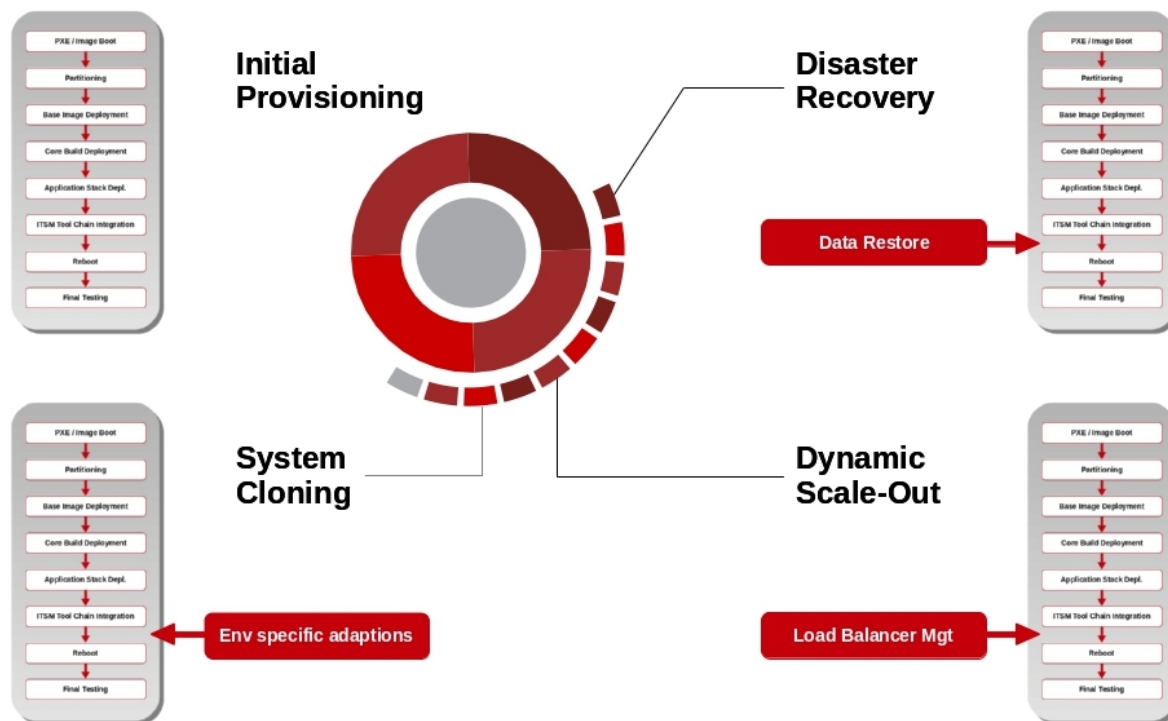 PXE / Image Boot
Partitioning
Base Image Deployment
Core Build Deployment
Application Stack Depl.
ITSM Tool Chain Integration
Reboot
Final Testing
Initial
Provisioning
Disaster
Recovery
Data Restore
PXE / Image Boot
Partitioning
Base Image Deployment
Core Build Deployment
Application Stack Depl.
ITSM Tool Chain Integration
Reboot
Final Testing
PXE / Image Boot
Partitioning
Base Image Deployment
Core Build Deployment
Application Stack Depl.
ITSM Tool Chain Integration
Reboot
Final Testing
System
Cloning
Env specific adaptions
Dynamic
Scale-Out
Load Balancer Mgt
PXE / Image Boot
Partitioning
Base Image Deployment
Core Build Deployment
Application Stack Depl.
ITSM Tool Chain Integration
Reboot
Final Testing